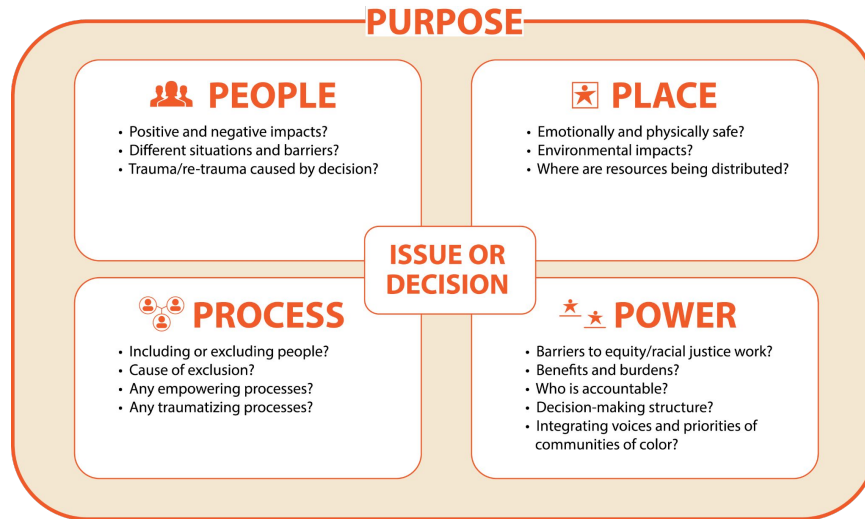 PURPOSE
PEOPLE
• Positive and negative impacts?
• Different situations and barriers?
• Trauma/re-trauma caused by decision?
PLACE
• Emotionally and physically safe?
• Environmental impacts?
• Where are resources being distributed?
ISSUE OR
DECISION
PROCESS
• Including or excluding people?
• Cause of exclusion?
• Any empowering processes?
• Any traumatizing processes?
POWER
• Barriers to equity/racial justice work?
• Benefits and burdens?
• Who is accountable?
• Decision-making structure?
• Integrating voices and priorities of
communities of color?